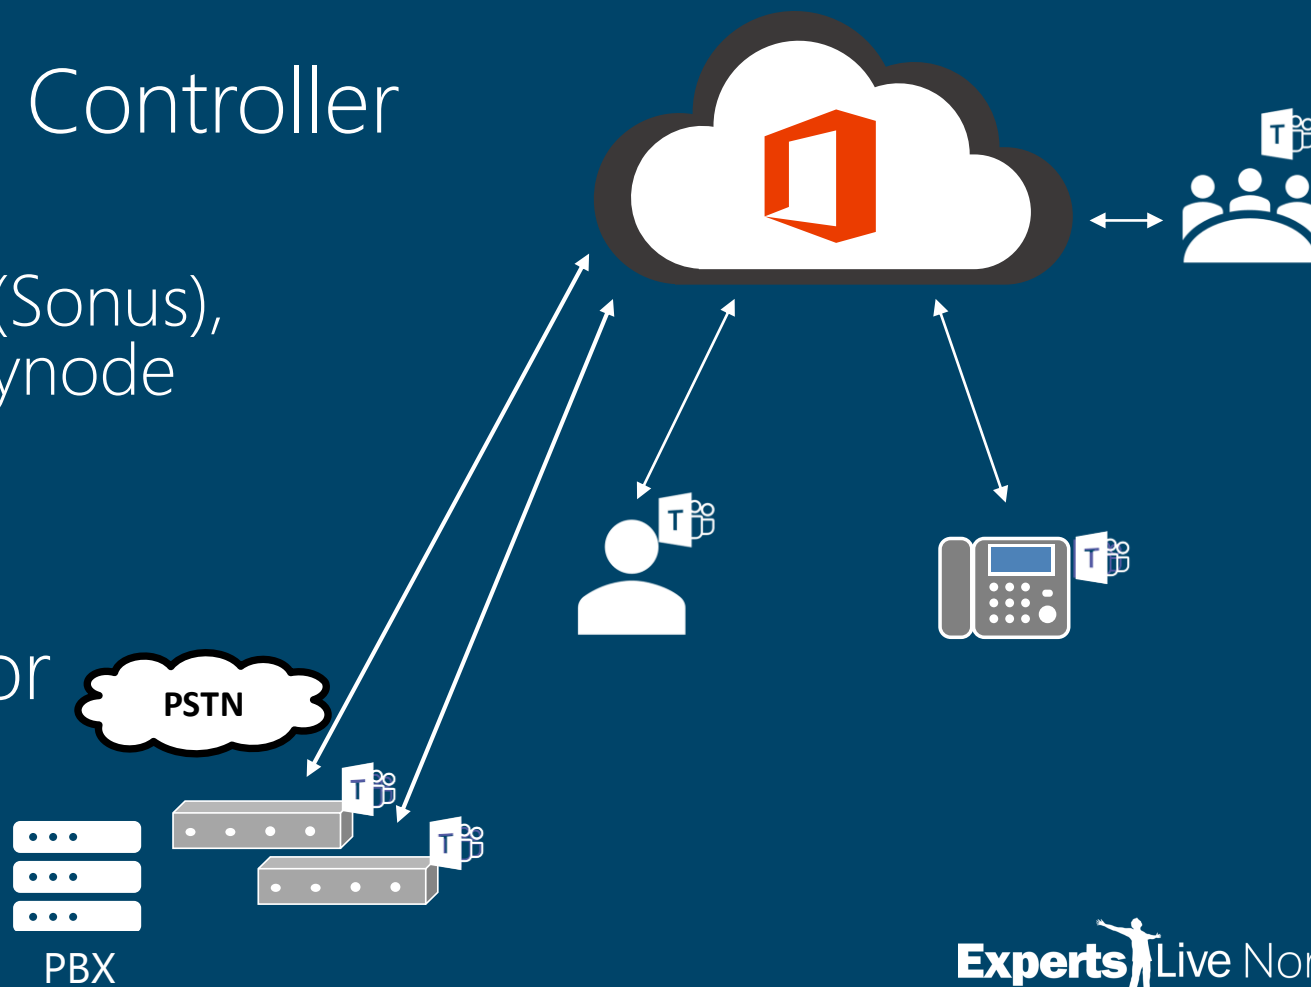 Controller
(Sonus),
ynode
or
PSTN
T
T
T
T
T
PBX
Experts Live Nor